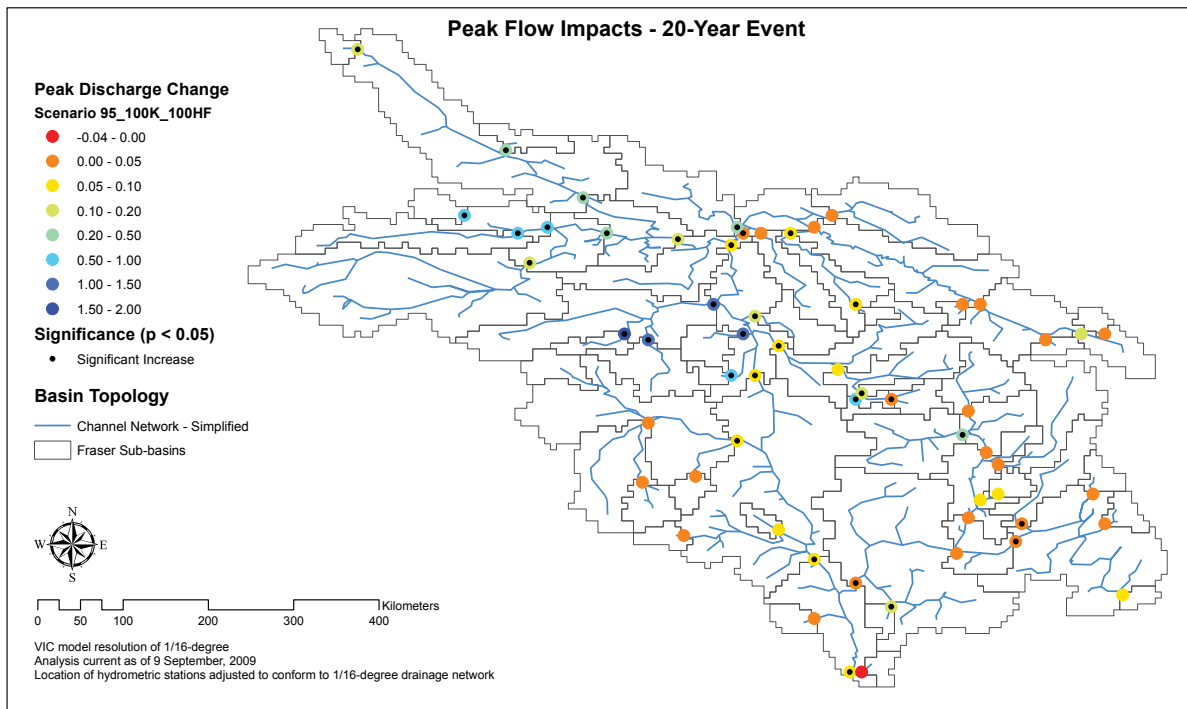 Peak Flow Impacts - 20-Year Event
Peak Discharge Change
Scenario 95_100K_100HF
-0.04 - 0.00
0.00 - 0.05
0.05 - 0.10
0.10 - 0.20
0.20 - 0.50
0.50 - 1.00
1.00 - 1.50
1.50 - 2.00
Significance (p < 0.05)
Significant Increase
Basin Topology
Channel Network - Simplified
Fraser Sub-basins
N
W E
S
Kilometers
0 50 100 200 300 400
VIC model resolution of 1/16-degree
Analysis current as of 9 September, 2009
Location of hydrometric stations adjusted to conform to 1/16-degree drainage network